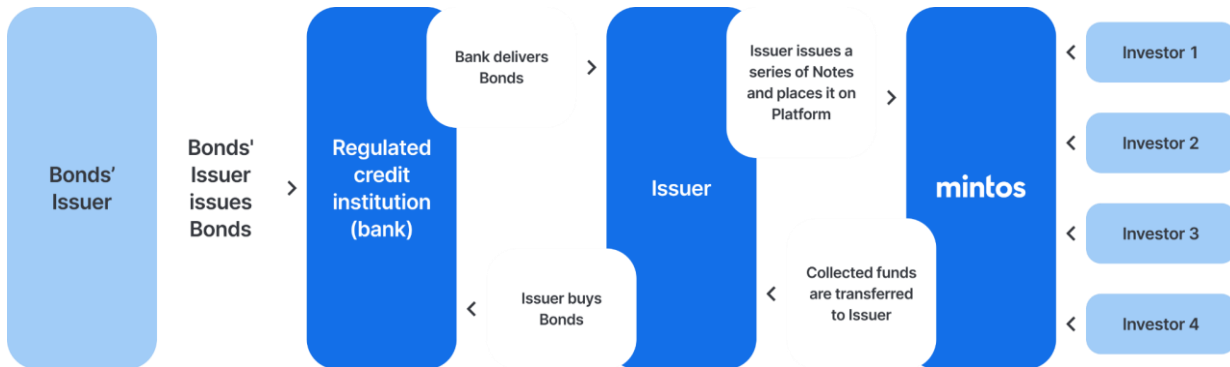 Bonds’
Issuer
Bonds'
Issuer
issues
Bonds
Regulated
credit
institution
(bank)
Bank delivers
Bonds
Issuer buys
Bonds
Issuer
Issuer issues a
series of Notes
and places it on
Platform
Collected funds
are transferred
to Issuer
mintos
Investor 1
Investor 2
Investor 3
Investor 4